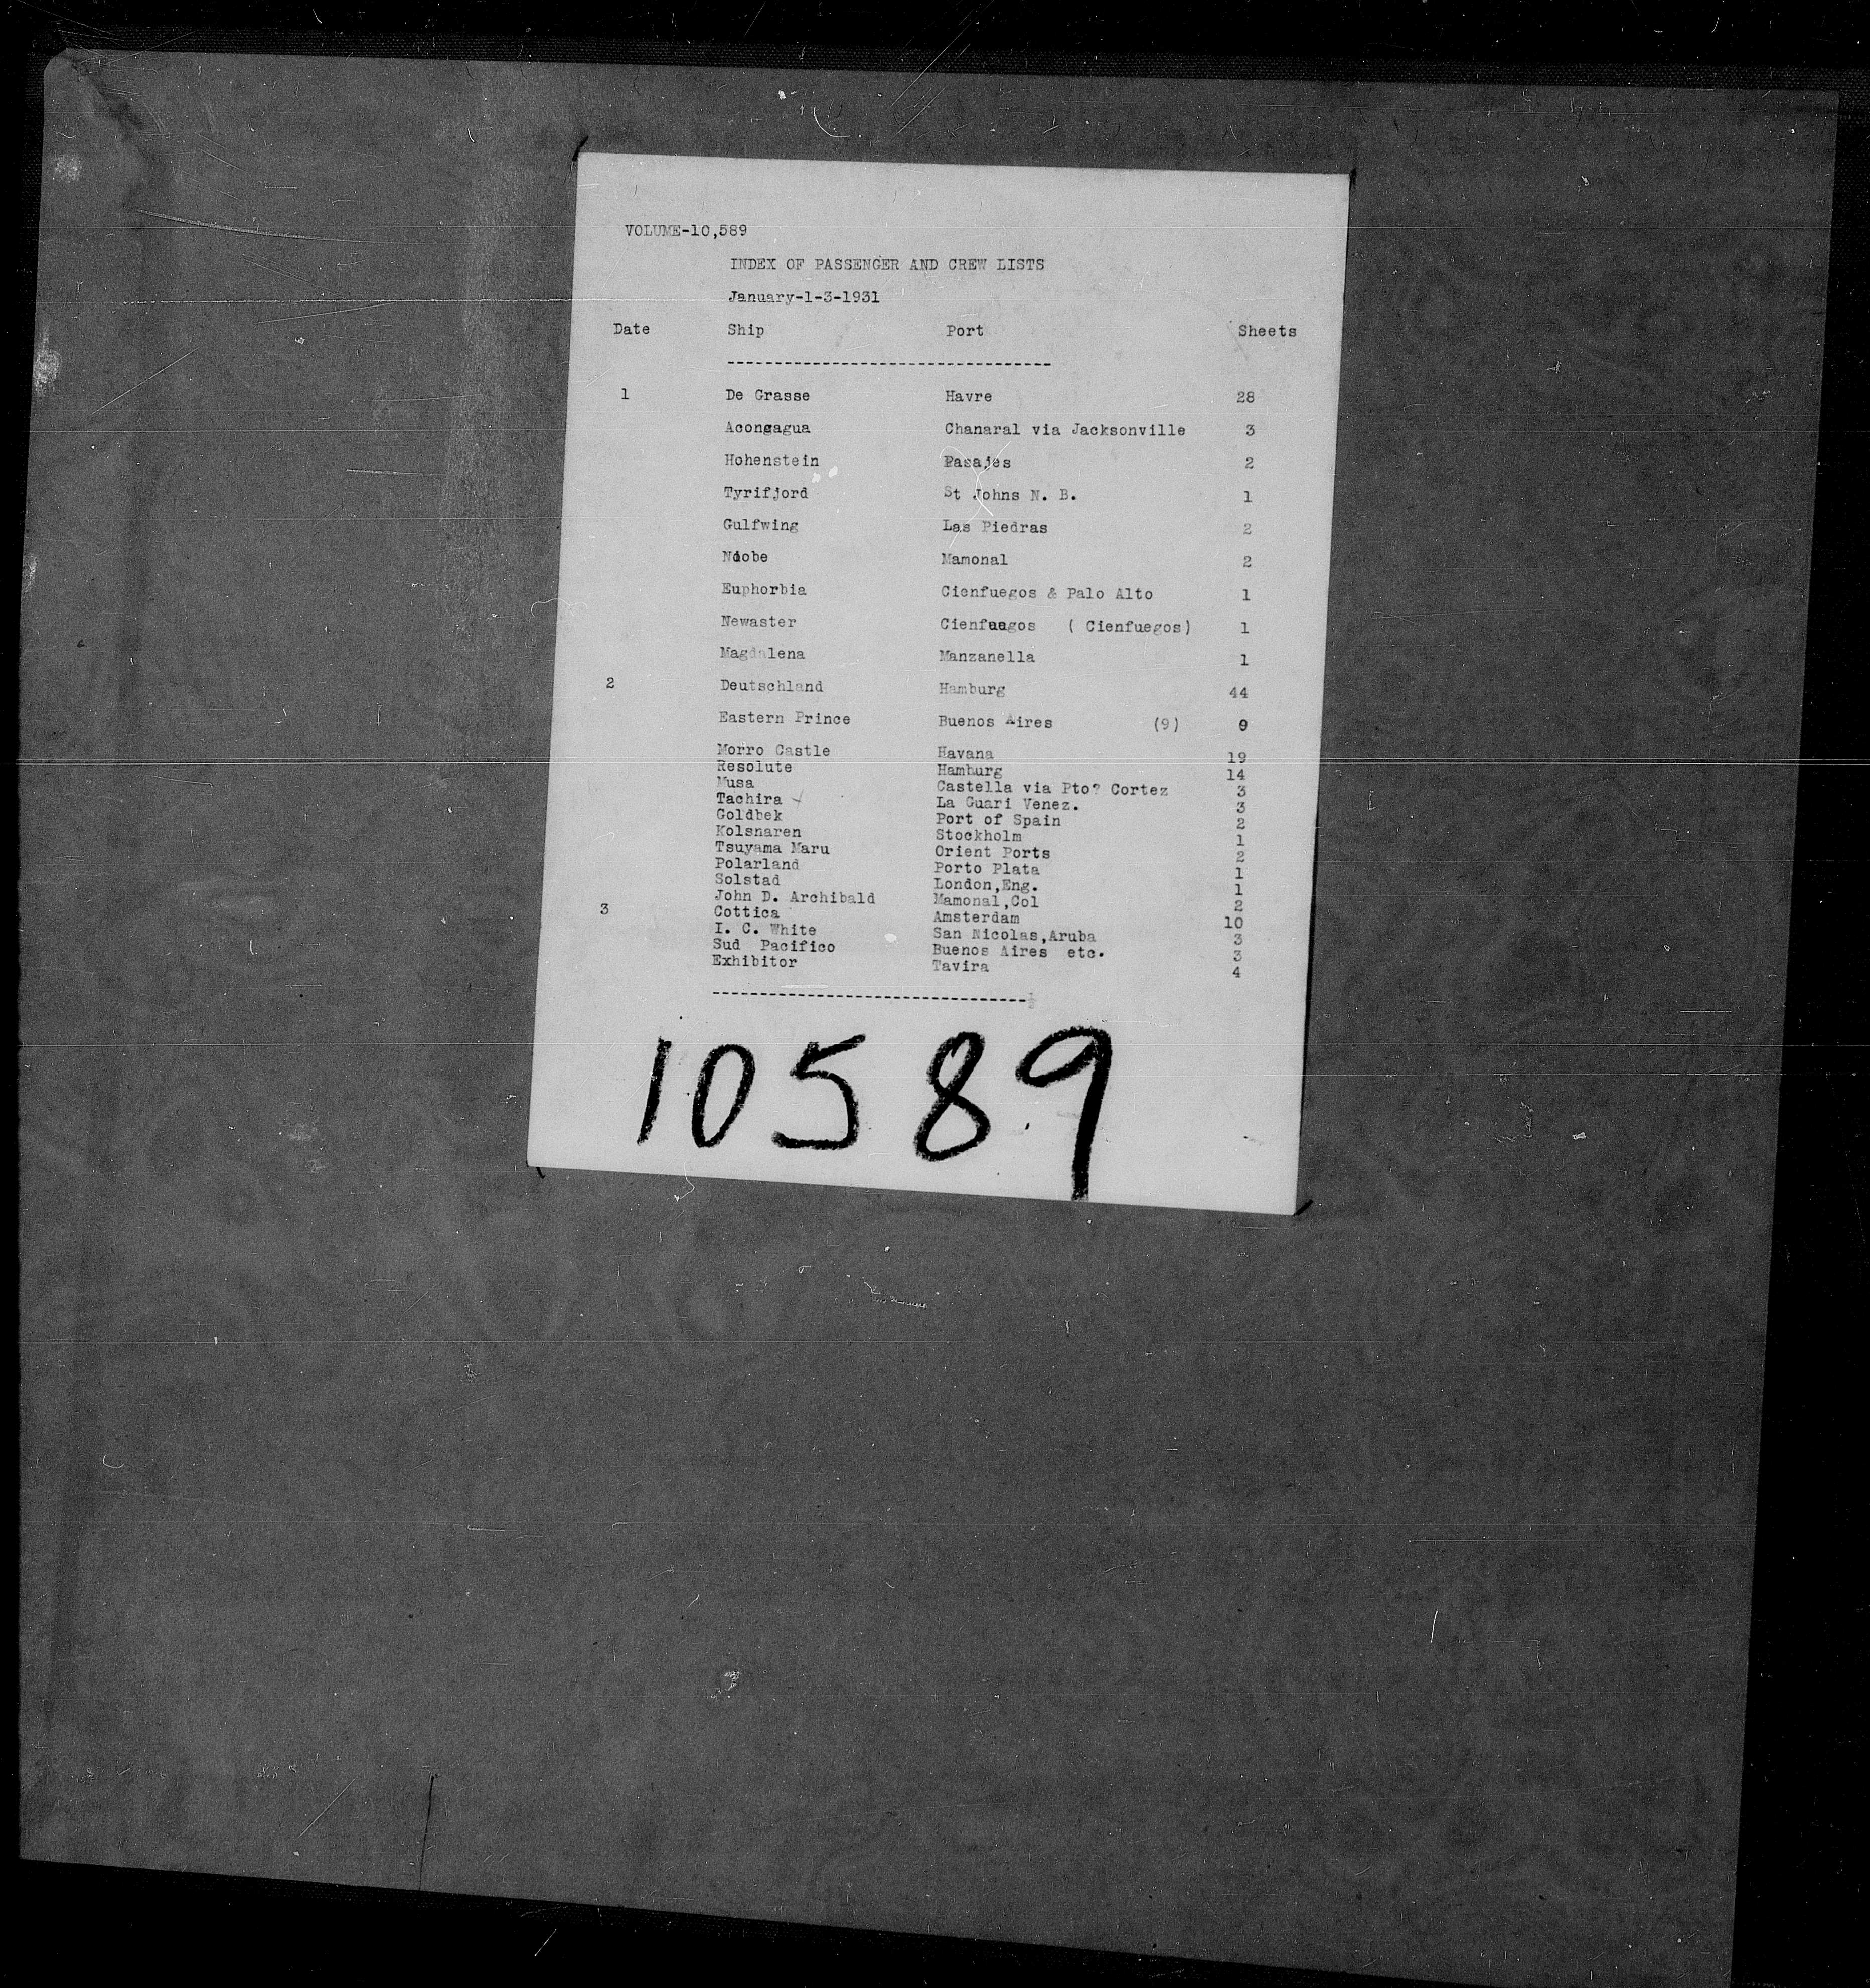 VOLUME-10,589
INDEX OF PASSENGER AND CREW LISTS
January-1-3-1931
Date Ship Port Sheets
---------------------------------
1 De Grasse Havre 28
Acongagua Chanaral via Jacksonville 3
Hohenstein Pasajes 2
Tyrifjord St Johns N. B. 1
Gulfwing Las Piedras 2
Mamonal 2
Euphorbia Cienfuegos & Palo Alto 1
Newaster Cienfuegos ( Cienfuegos) 1
Magdalena Manzanella 1
2 Deutschland Hamburg 44
Eastern Prince Buenos Aires (9) 9
Morro Castle Havana 19
Resolute Hamburg 14
Musa Castella via Pto? Cortez 3
Tachira La Guari Venez. 3
Goldbek Port of Spain 2
Kolsnaren Stockholm 1
Tsuyama Maru Orient Ports 2
Polarland Porto Plata 1
Solstad London,Eng. 1
John D. Archibald Mamonal,Col 2
3 Cottica Amsterdam 10
I. C. White San Nicolas,Aruba 3
Sud Pacifico Buenos Aires etc. 3
Exhibitor Tavira 4
---------------------------------
10589